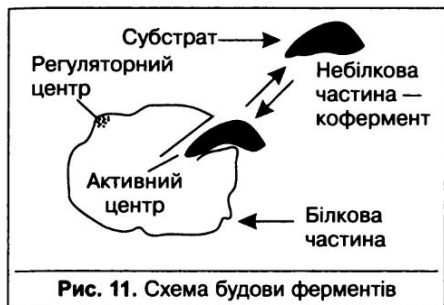 Субстрат
Регуляторний
центр
Небілкова
частина —
кофермент
Активний
центр
Білкова
частина
Рис. 11. Схема будови ферментів